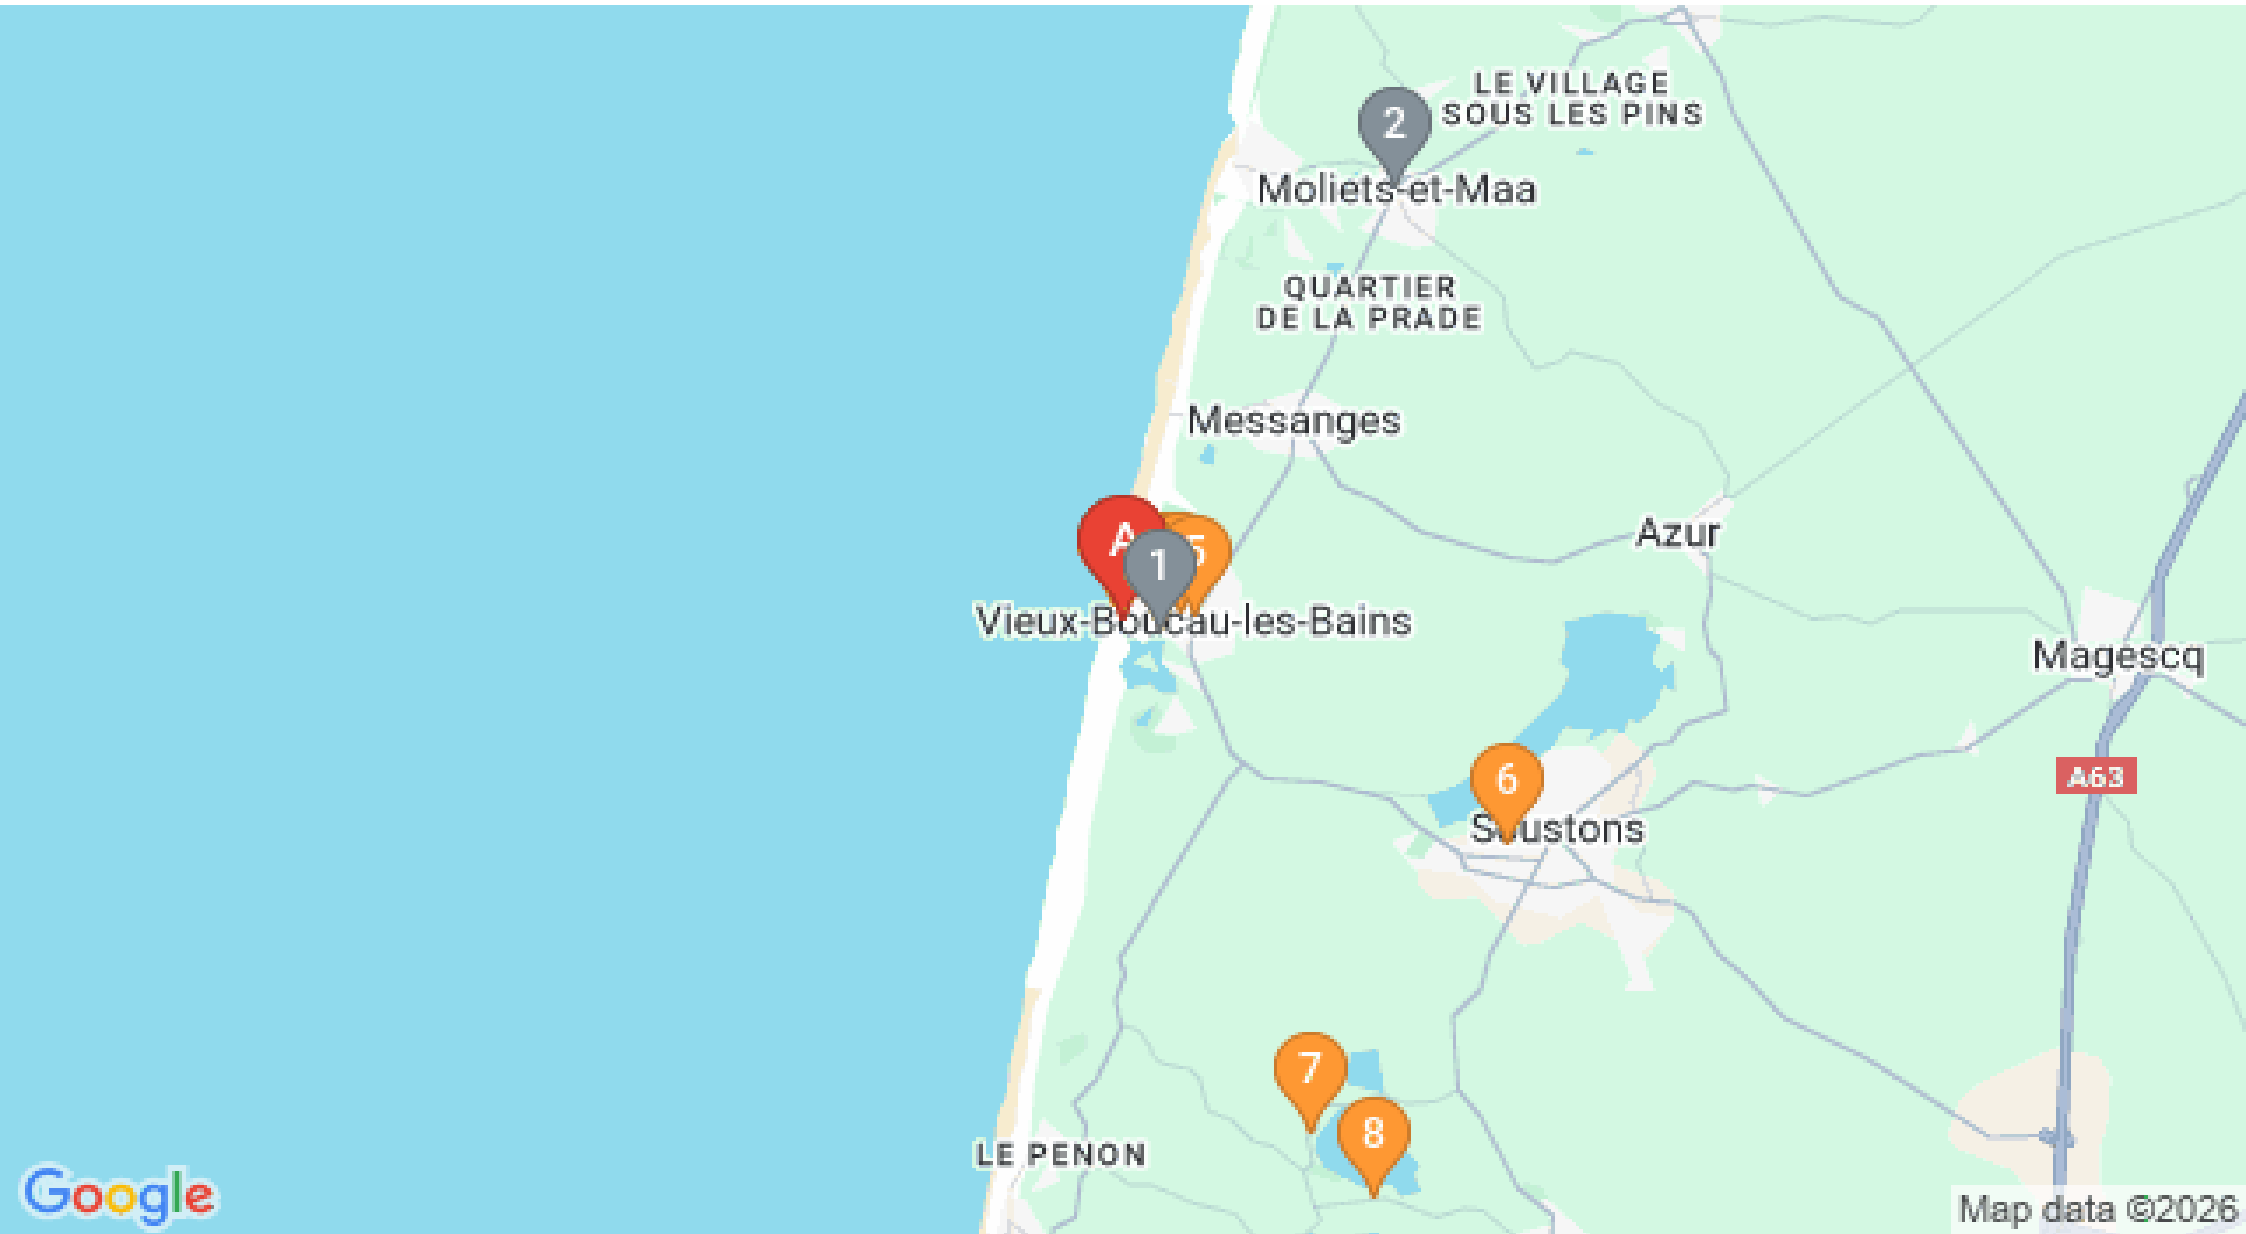 LE VILLAGE
SOUS LES PINS
2
Moliets-et-Maa
QUARTIER
DE LA PRADE
Messanges
A
1
5
Azur
Vieux-Boucau-les-Bains
Magescq
6
A63
Soustons
7
8
LE PENON
Google
Map data ©2026